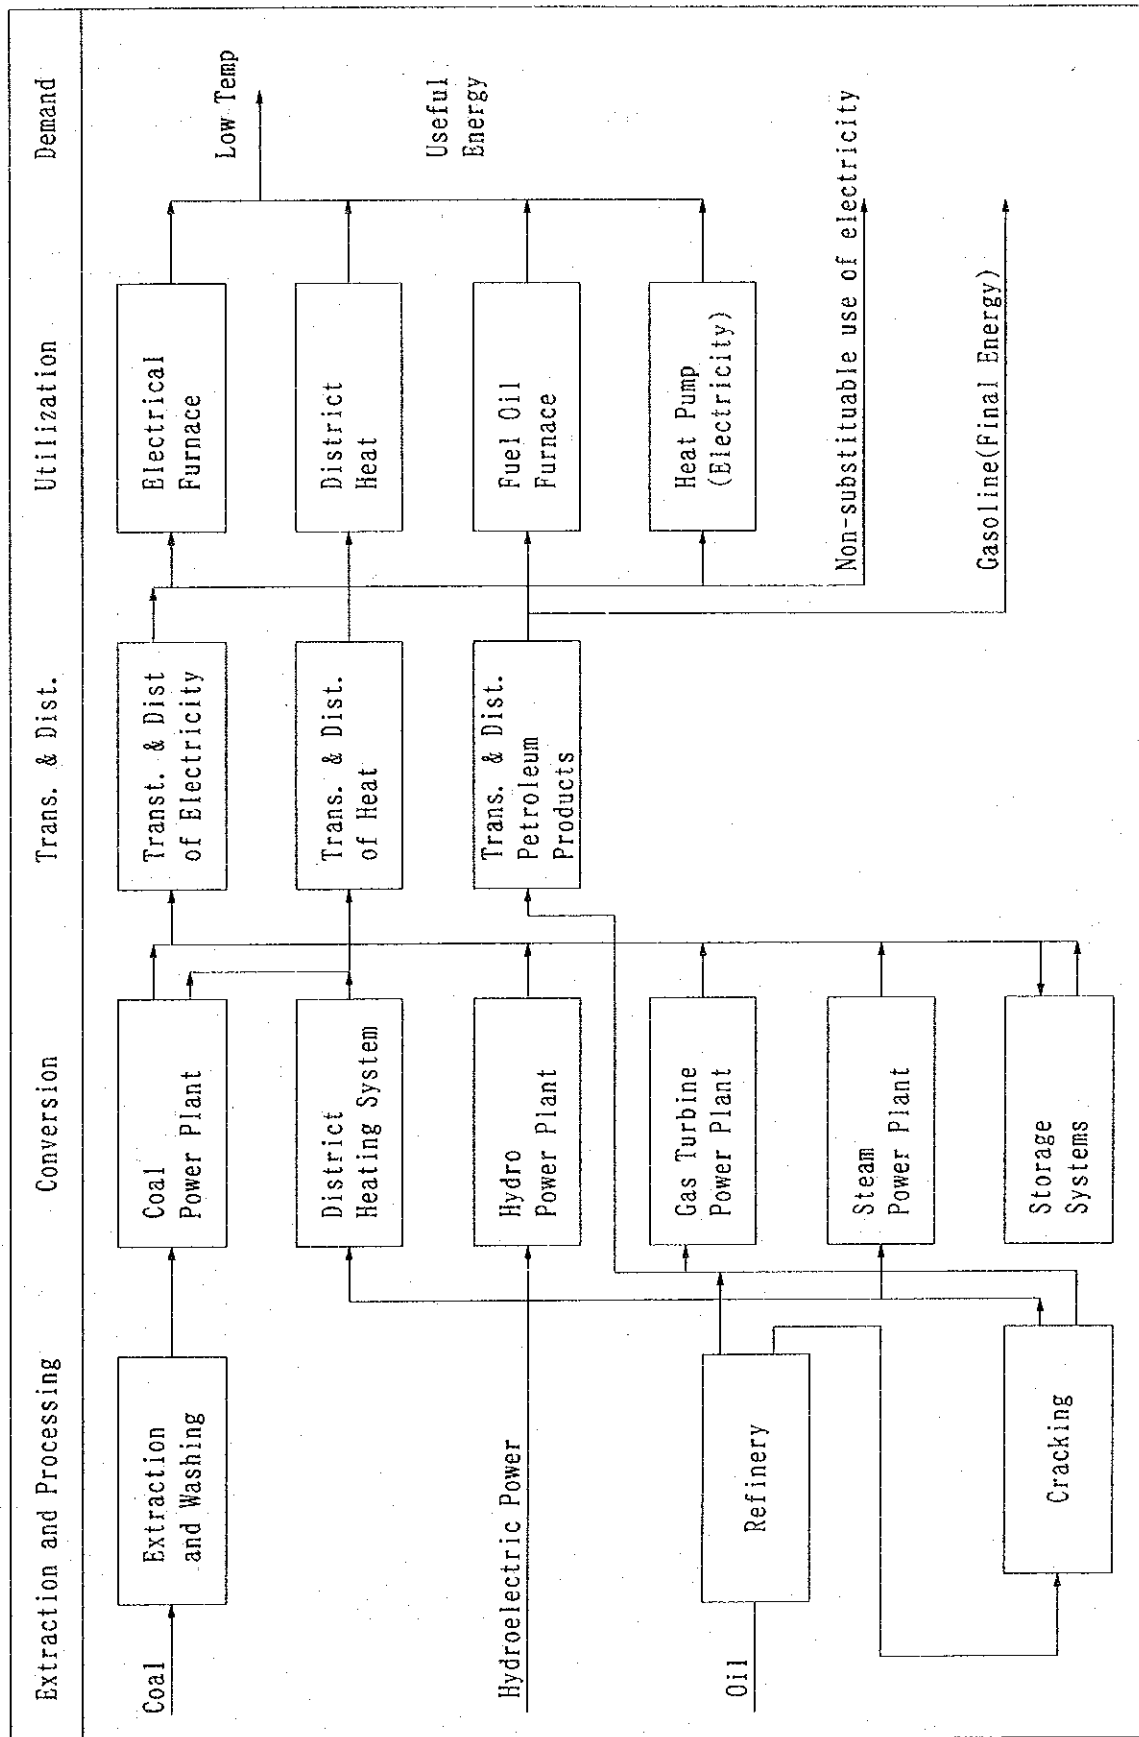 Extraction and Processing
Conversion
Trans. & Dist.
Utilization
Demand
Coal
Extraction
and Washing
Coal
Power Plant
Transt. & Dist
of Electricity
Electrical
Furnace
Low Temp
District
Heating System
Trans. & Dist.
of Heat
District
Heat
Useful
Energy
Hydroelectric Power
Hydro
Power Plant
Trans. & Dist.
Petroleum
Products
Fuel Oil
Furnace
Oil
Refinery
Gas Turbine
Power Plant
Heat Pump
(Electricity)
Steam
Power Plant
Non-substituable use of electricity
Cracking
Storage
Systems
Gasoline(Final Energy)